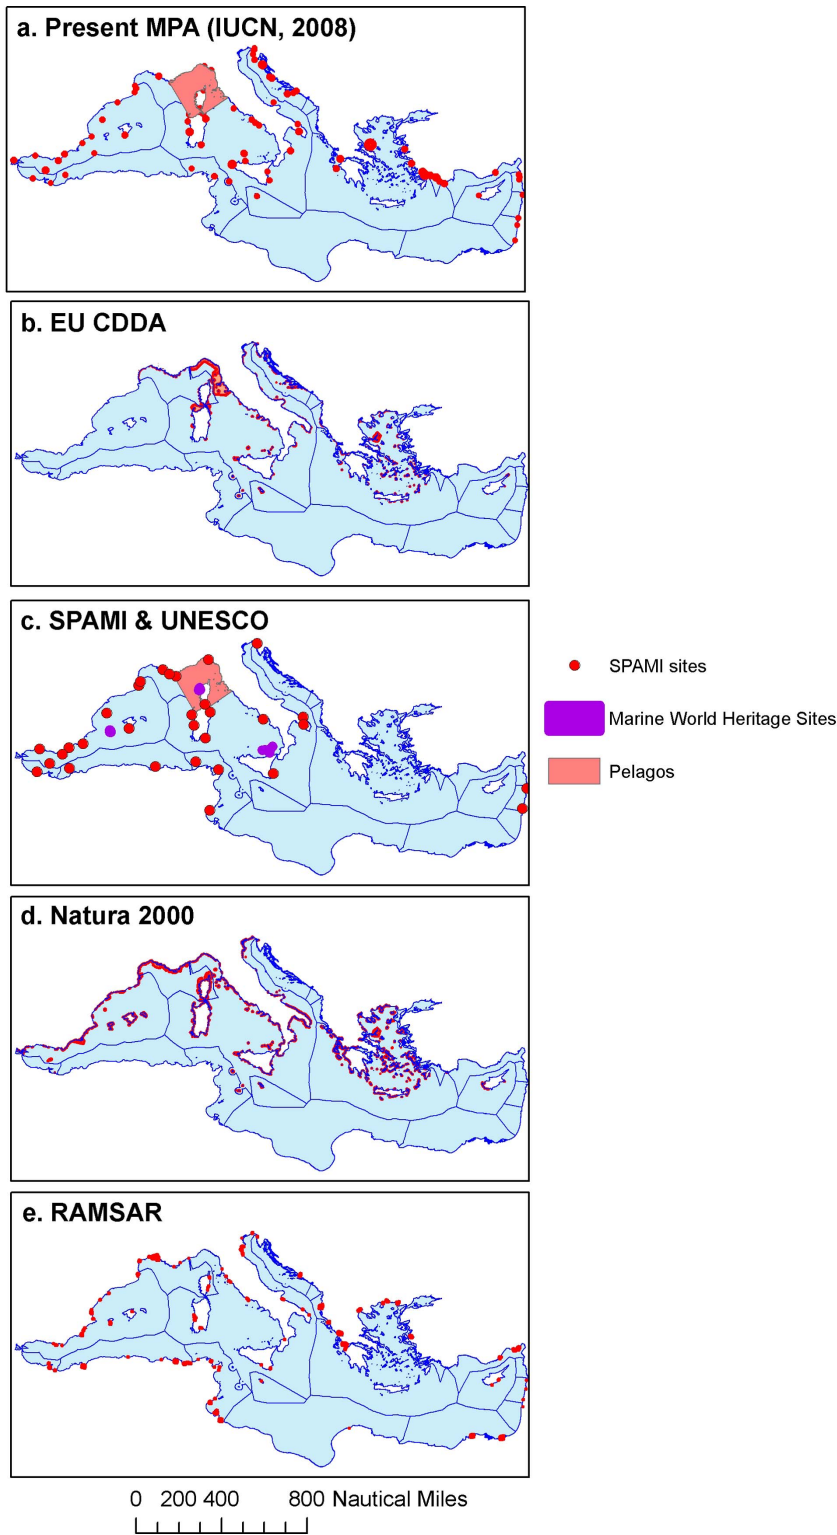 a. Present MPA (IUCN, 2008)
b. EU CDDA
c. SPAMI & UNESCO
SPAMI sites
Marine World Heritage Sites
Pelagos
d. Natura 2000
e. RAMSAR
0 200 400 800 Nautical Miles